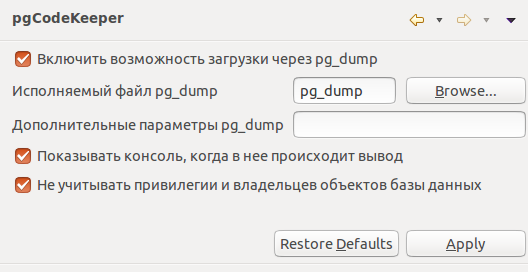 pgCodeKeeper
Включить возможность загрузки через pg_dump
Исполняемый файл pg_dump pg_dump Browse...
Дополнительные параметры pg_dump
Показывать консоль, когда в нее происходит вывод
Не учитывать привилегии и владельцев объектов базы данных
Restore Defaults Apply